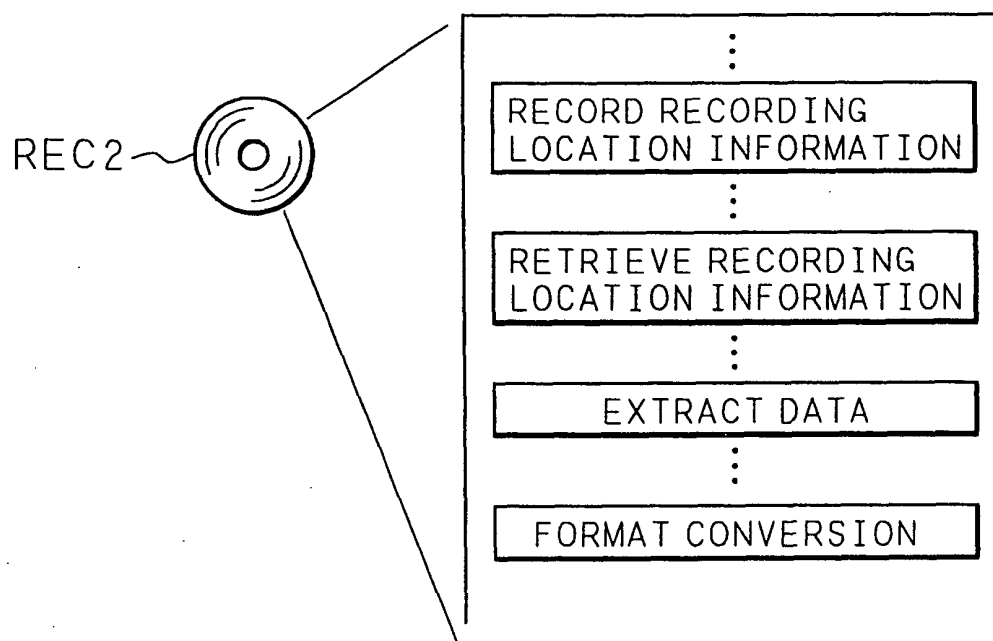 REC2
RECORD RECORDING
LOCATION INFORMATION
RETRIEVE RECORDING
LOCATION INFORMATION
EXTRACT DATA
FORMAT CONVERSION